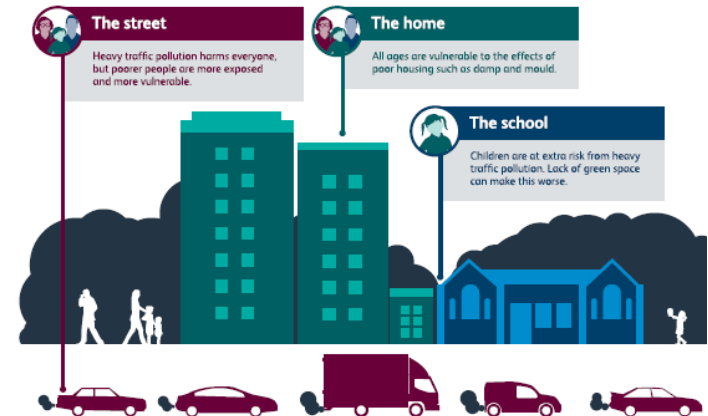 The street
Heavy traffic pollution harms everyone,
but poorer people are more exposed
and more vulnerable.
The home
All ages are vulnerable to the effects of
poor housing such as damp and mould.
The school
Children are at extra risk from heavy
traffic pollution. Lack of green space
can make this worse.